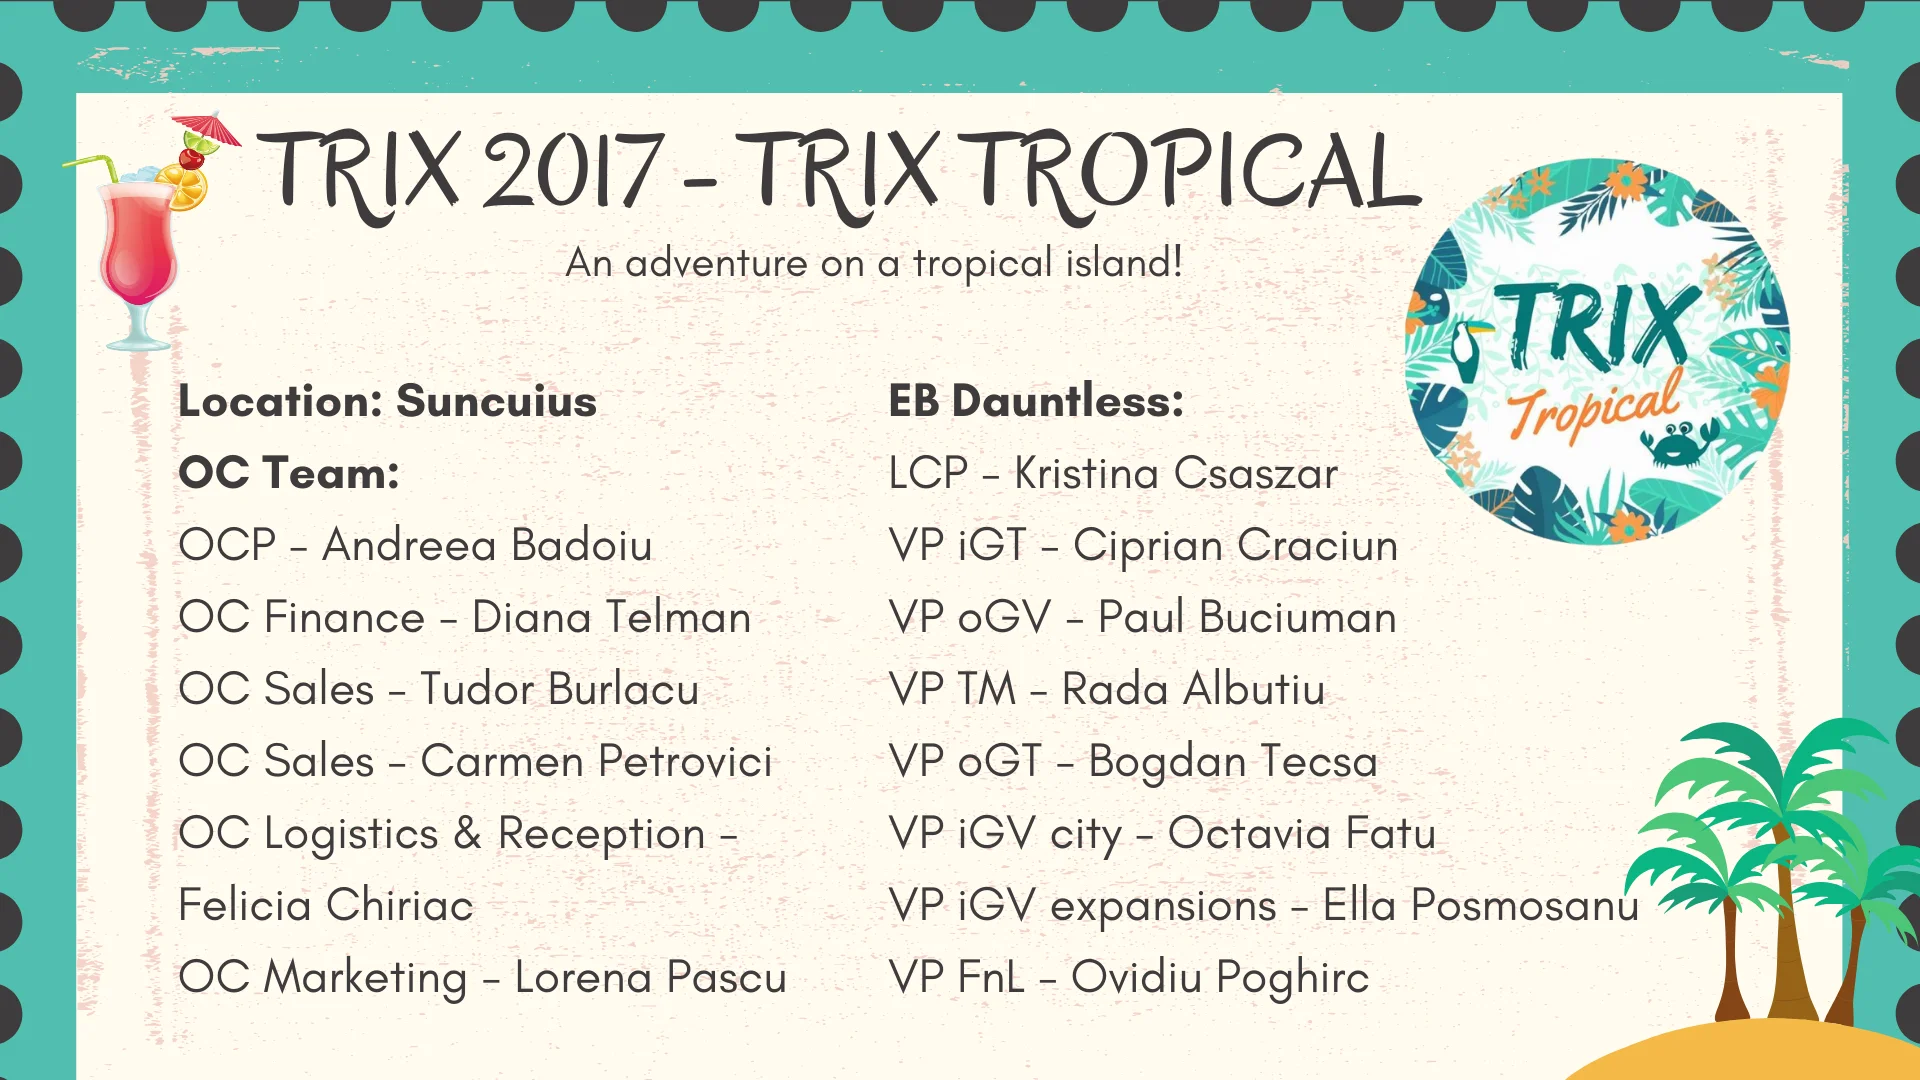 TRIX 2017 - TRIX TROPICAL
An adventure on a tropical island!
TRIX
Tropical
Location: Suncuius
OC Team:
OCP - Andreea Badoiu
OC Finance - Diana Telman
OC Sales - Tudor Burlacu
OC Sales - Carmen Petrovici
OC Logistics & Reception -
Felicia Chiriac
OC Marketing - Lorena Pascu
EB Dauntless:
LCP - Kristina Csaszar
VP iGT - Ciprian Craciun
VP oGV - Paul Buciuman
VP TM - Rada Albutiu
VP oGT - Bogdan Tecsa
VP iGV city - Octavia Fatu
VP iGV expansions - Ella Posmosanu
VP FnL - Ovidiu Poghirc